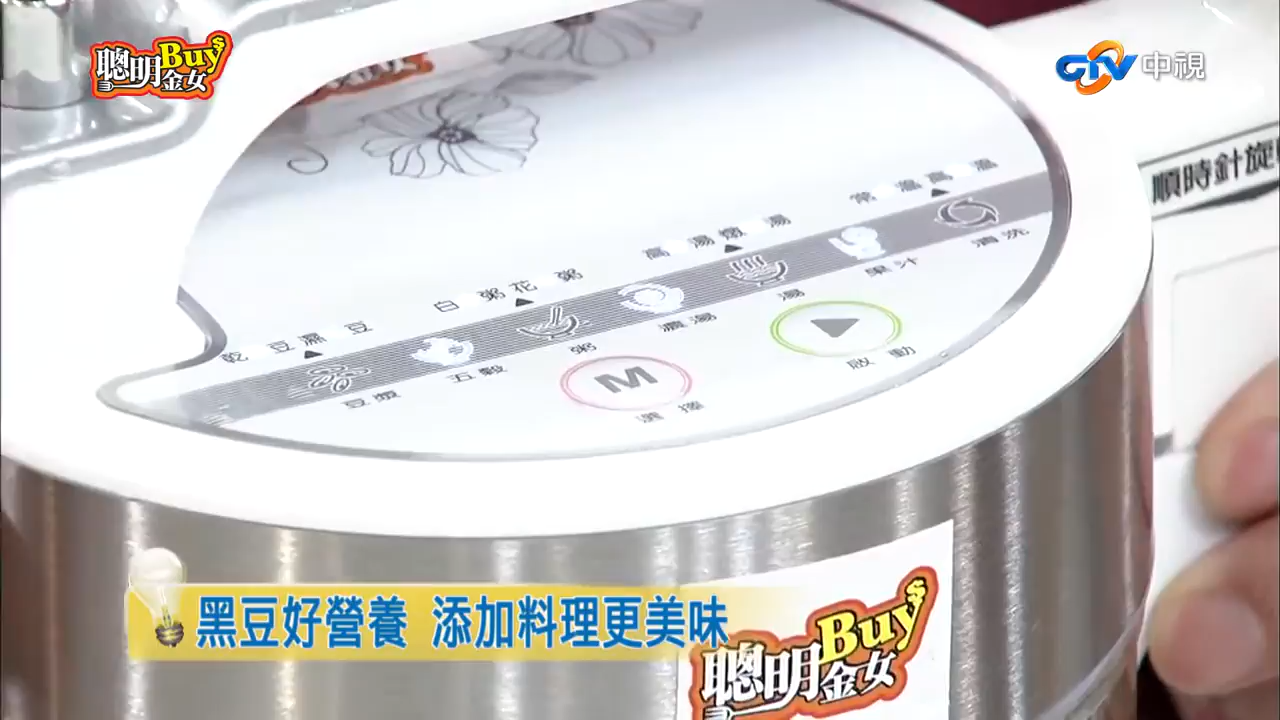 聰明Buy$
金女
CTV中視
順時針旋
常溫高溫
高湯燉湯
白粥花粥
乾豆濕豆
清洗
果汁
湯
濃湯
粥
五穀
豆漿
M
選擇
啟動
黑豆好營養 添加料理更美味
聰明Buy$
金女